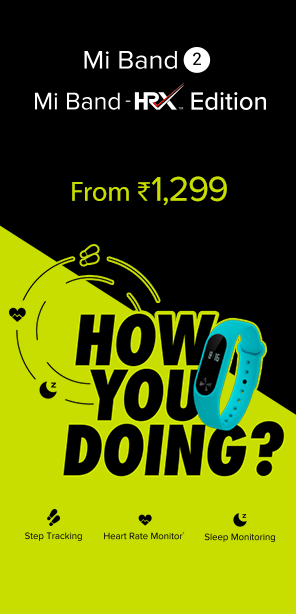 Mi Band 2
Mi Band - HRX™ Edition
From ₹1,299
HOW
YOU
DOING?
Step Tracking
Heart Rate Monitor*
Sleep Monitoring